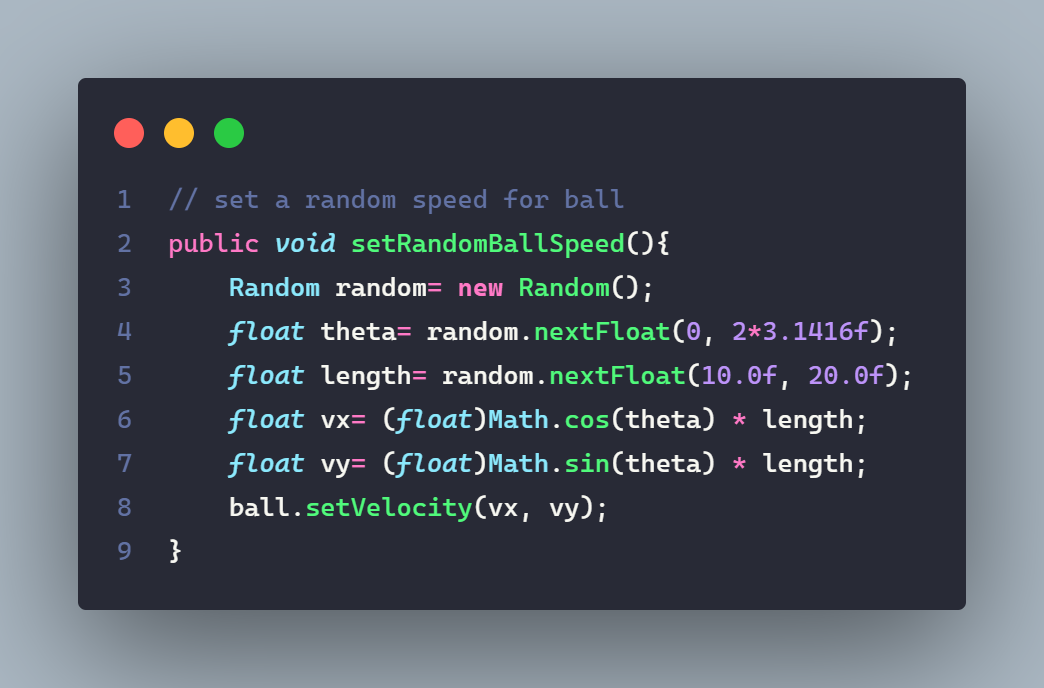 1 // set a random speed for ball
2 public void setRandomBallSpeed(){
3     Random random= new Random();
4     float theta= random.nextFloat(0, 2*3.1416f);
5     float length= random.nextFloat(10.0f, 20.0f);
6     float vx= (float)Math.cos(theta) * length;
7     float vy= (float)Math.sin(theta) * length;
8     ball.setVelocity(vx, vy);
9 }